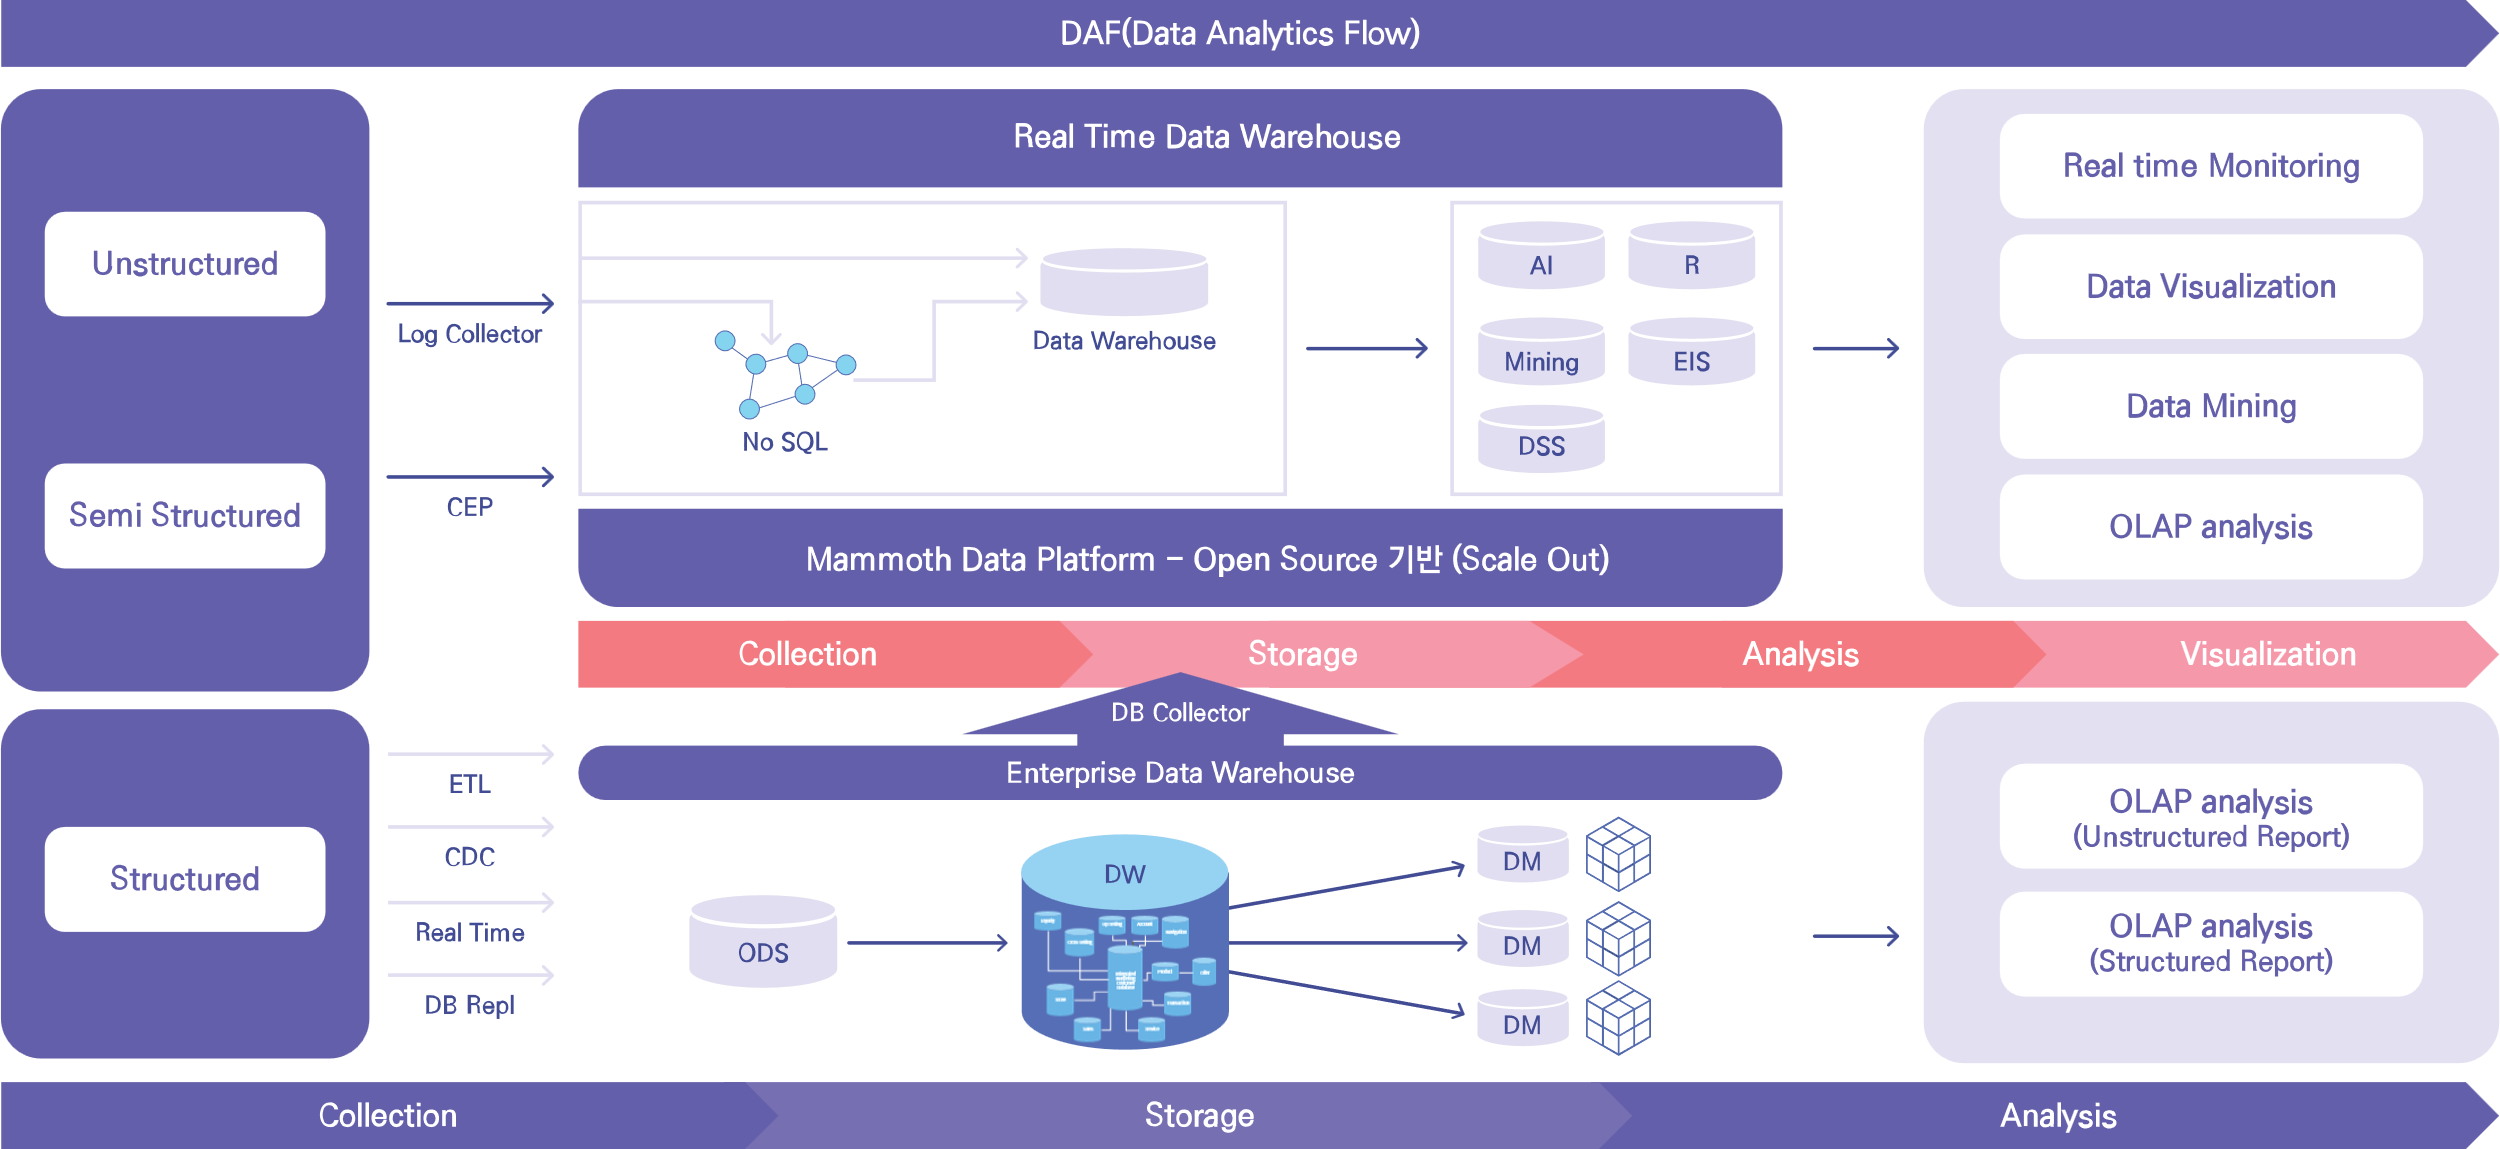 DAF(Data Analytics Flow)
Unstructured
Semi Structured
Log Collector
CEP
Real Time Data Warehouse
No SQL
Data Warehouse
AI
R
Mining
EIS
DSS
Mammoth Data Platform – Open Source 기반 (Scale Out)
Real time Monitoring
Data Visualization
Data Mining
OLAP analysis
Collection
Storage
Analysis
Visualization
DB Collector
Enterprise Data Warehouse
Structured
ETL
CDC
Real Time
DB Repl
ODS
DW
DM
DM
DM
OLAP analysis
(Unstructured Report)
OLAP analysis
(Structured Report)
Collection
Storage
Analysis